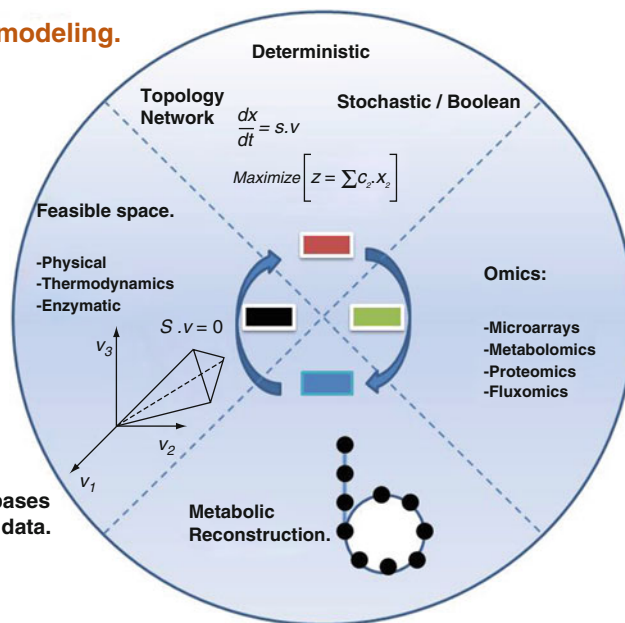 modeling.
Deterministic
Topology
Network
Stochastic / Boolean
dx
dt = s.v
Maximize [z = ∑c₂.x₂]
Feasible space.
-Physical
-Thermodynamics
-Enzymatic
S .v = 0
v₃
v₂
v₁
Omics:
-Microarrays
-Metabolomics
-Proteomics
-Fluxomics
bases
data.
Metabolic
Reconstruction.